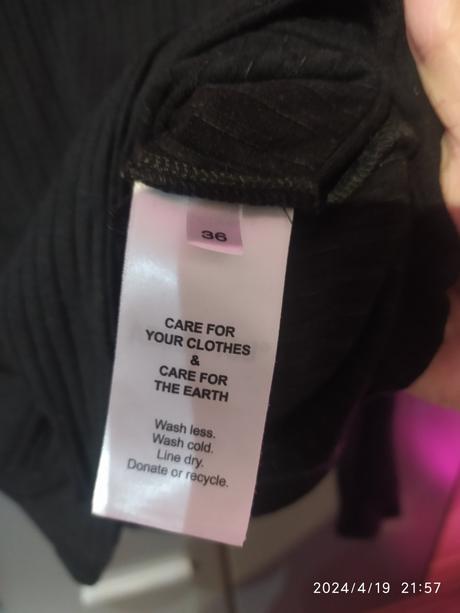 36
CARE FOR
YOUR CLOTHES
&
CARE FOR
THE EARTH
Wash less.
Wash cold.
Line dry.
Donate or recycle.
2024/4/19 21:57